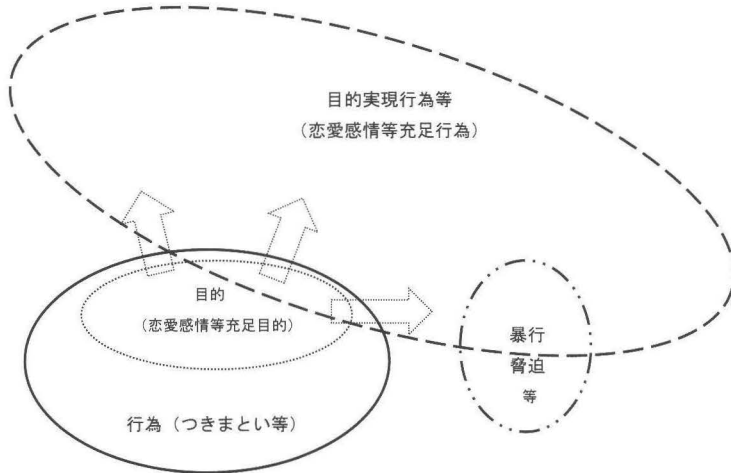 目的実現行為等
（恋愛感情等充足行為）
目的
（恋愛感情等充足目的）
暴行
脅迫
等
行為（つきまとい等）